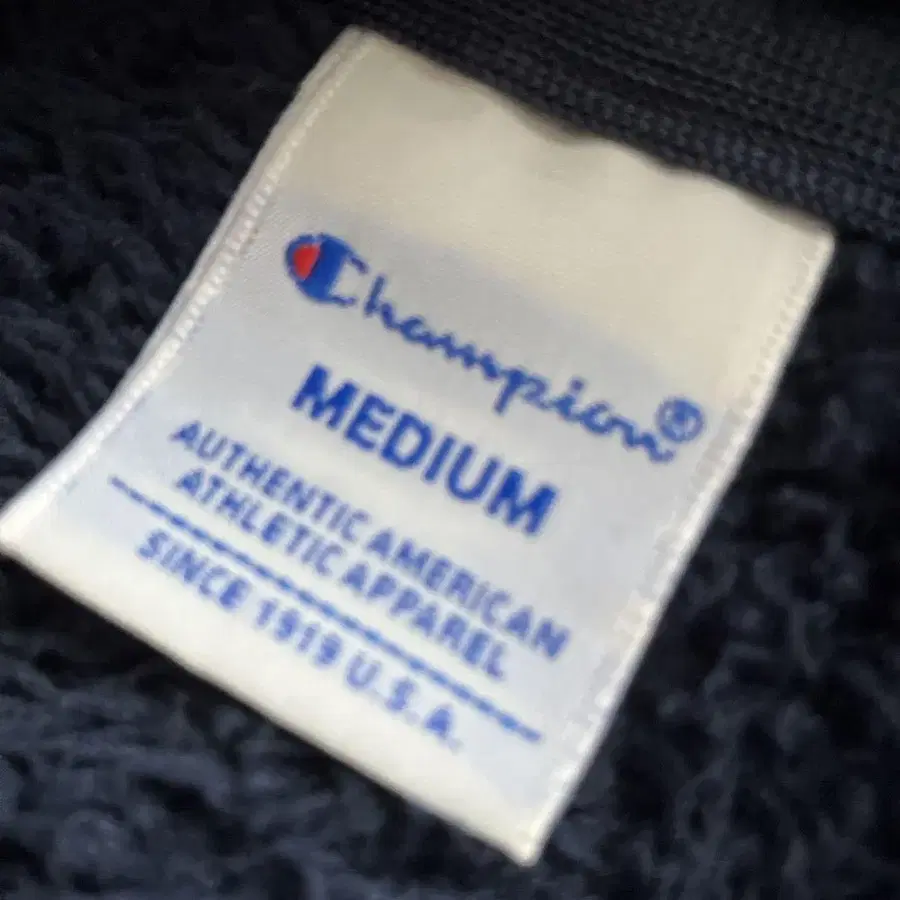 Champion®
MEDIUM
AUTHENTIC AMERICAN
ATHLETIC APPAREL
SINCE 1919 U.S.A.